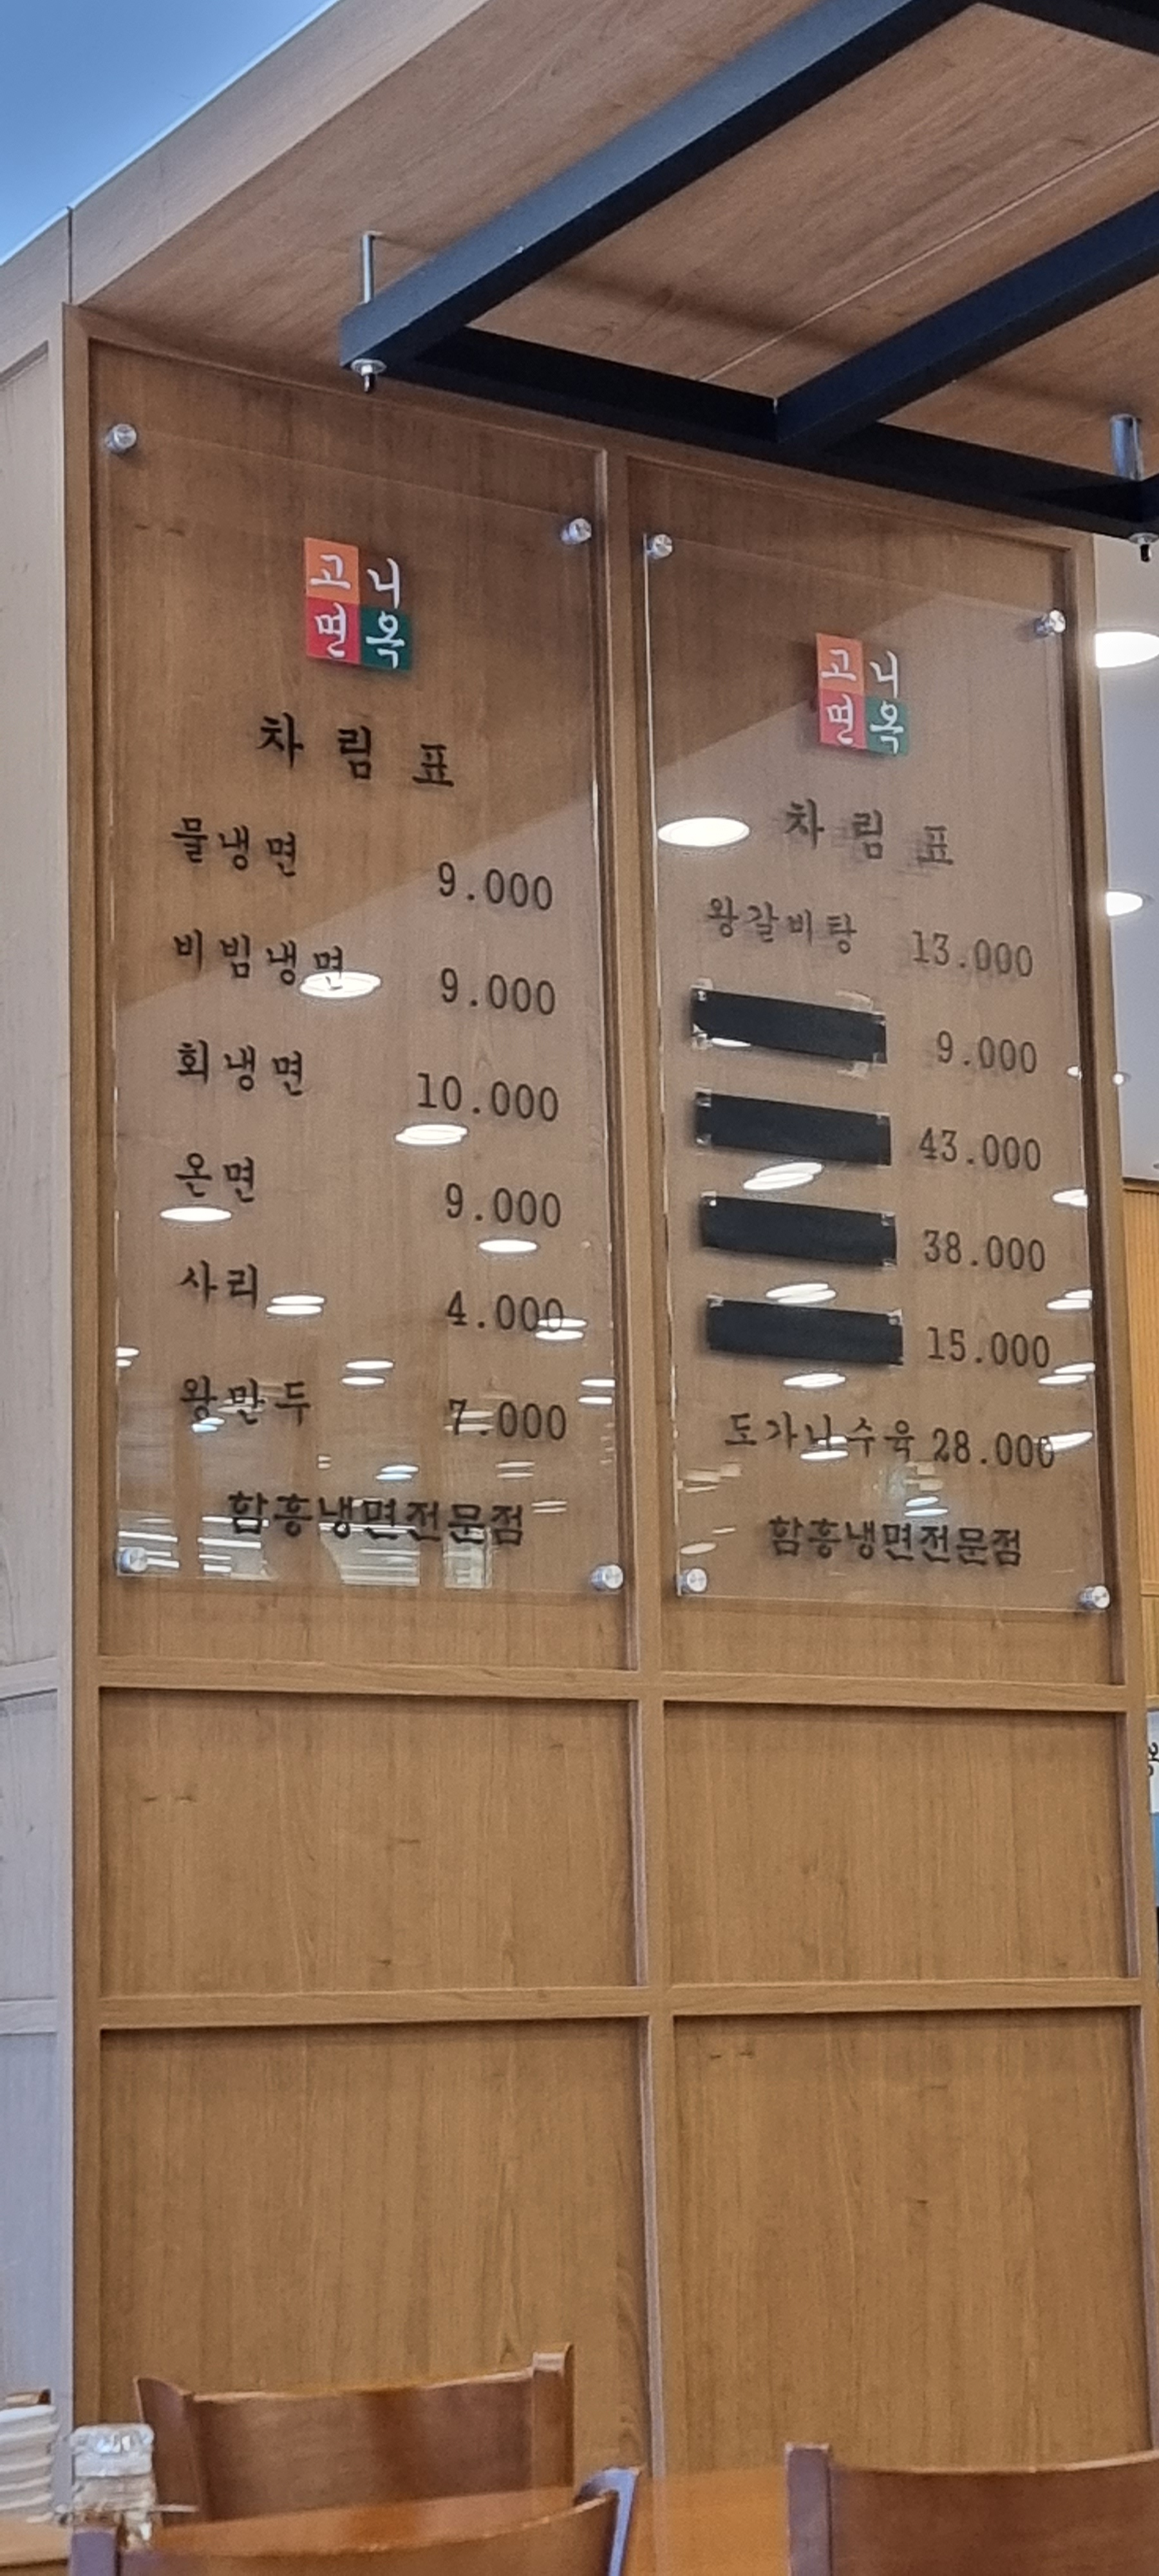 고니
면옥
차림표
물냉면 9.000
비빔냉면 9.000
회냉면 10.000
온면 9.000
사리 4.000
왕만두 7.000
함흥냉면전문점
고니
면옥
차림표
왕갈비탕 13.000
9.000
43.000
38.000
15.000
도가니수육 28.000
함흥냉면전문점